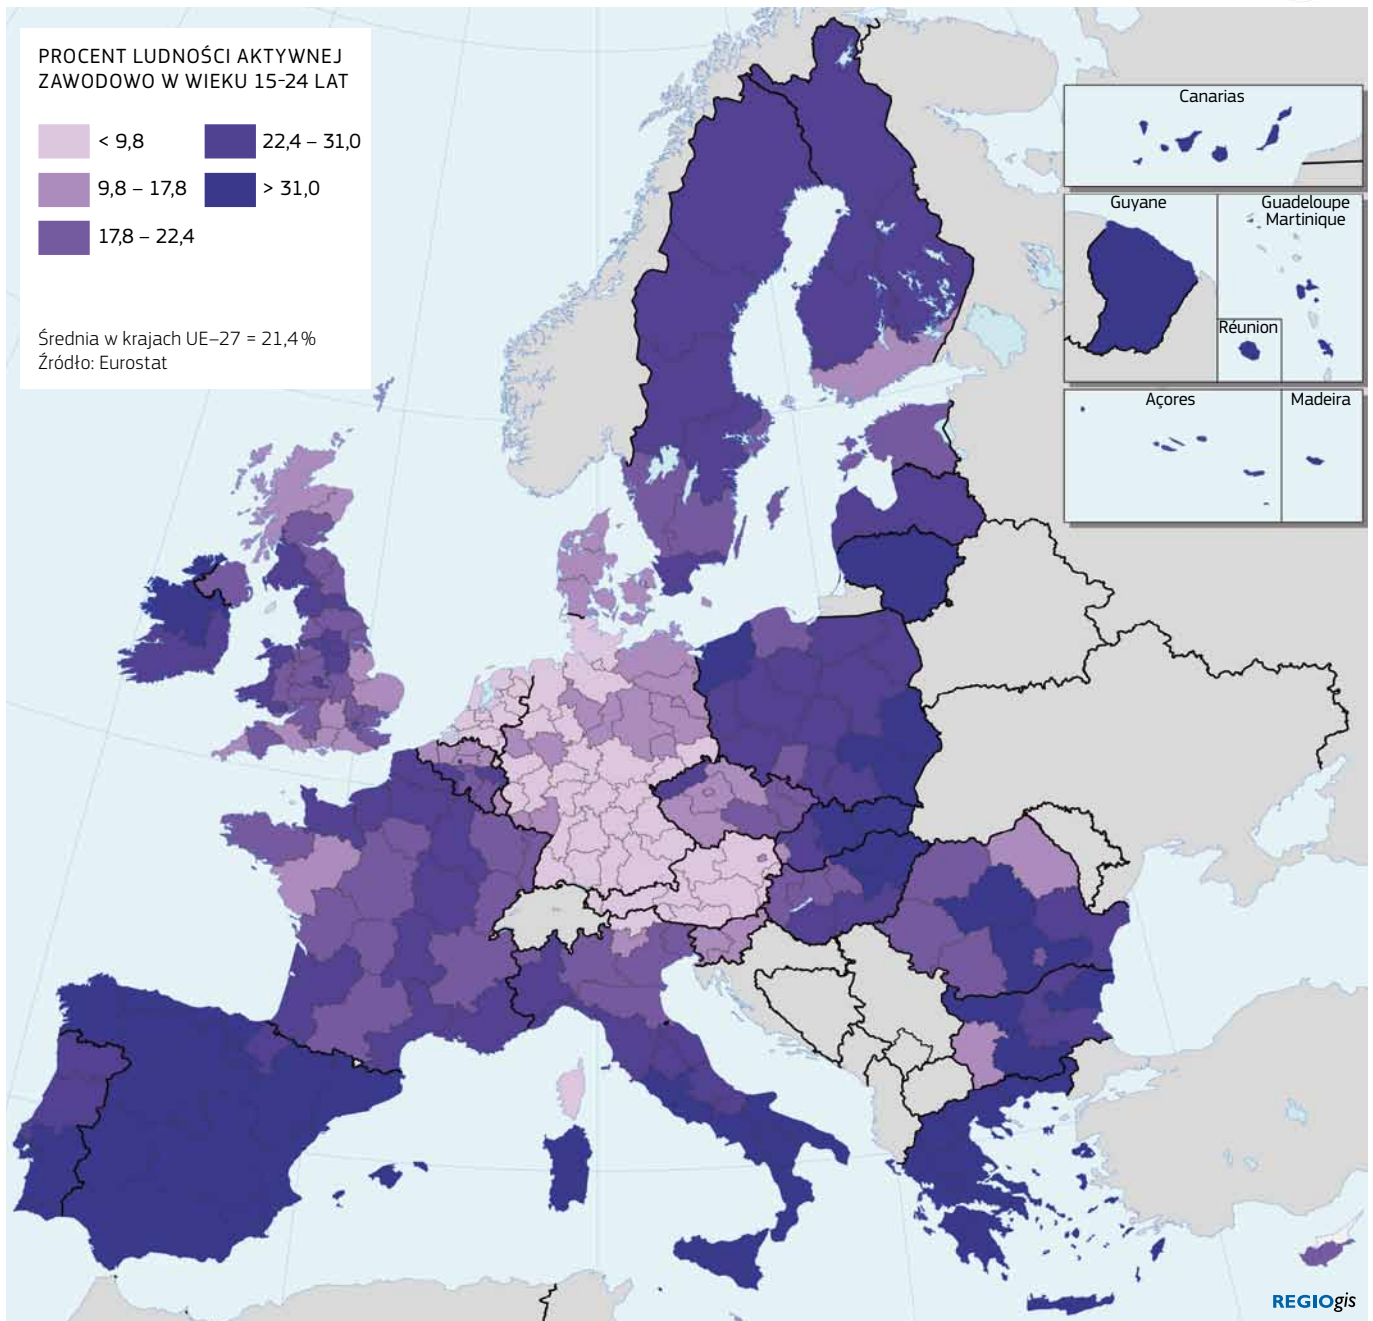 PROCENT LUDNOŚCI AKTYWNEJ
ZAWODOWO W WIEKU 15-24 LAT
< 9,8
22,4 – 31,0
9,8 – 17,8
> 31,0
17,8 – 22,4
Średnia w krajach UE–27 = 21,4 %
Źródło: Eurostat
Canarias
Guyane
Guadeloupe
Martinique
Réunion
Açores
Madeira
REGIOgis